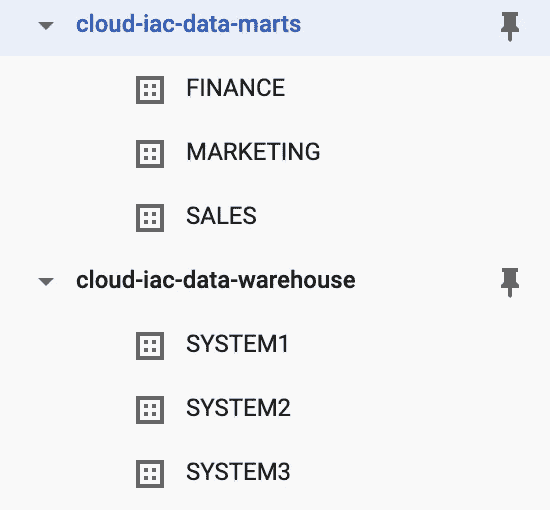 cloud-iac-data-marts
FINANCE
MARKETING
SALES
cloud-iac-data-warehouse
SYSTEM1
SYSTEM2
SYSTEM3